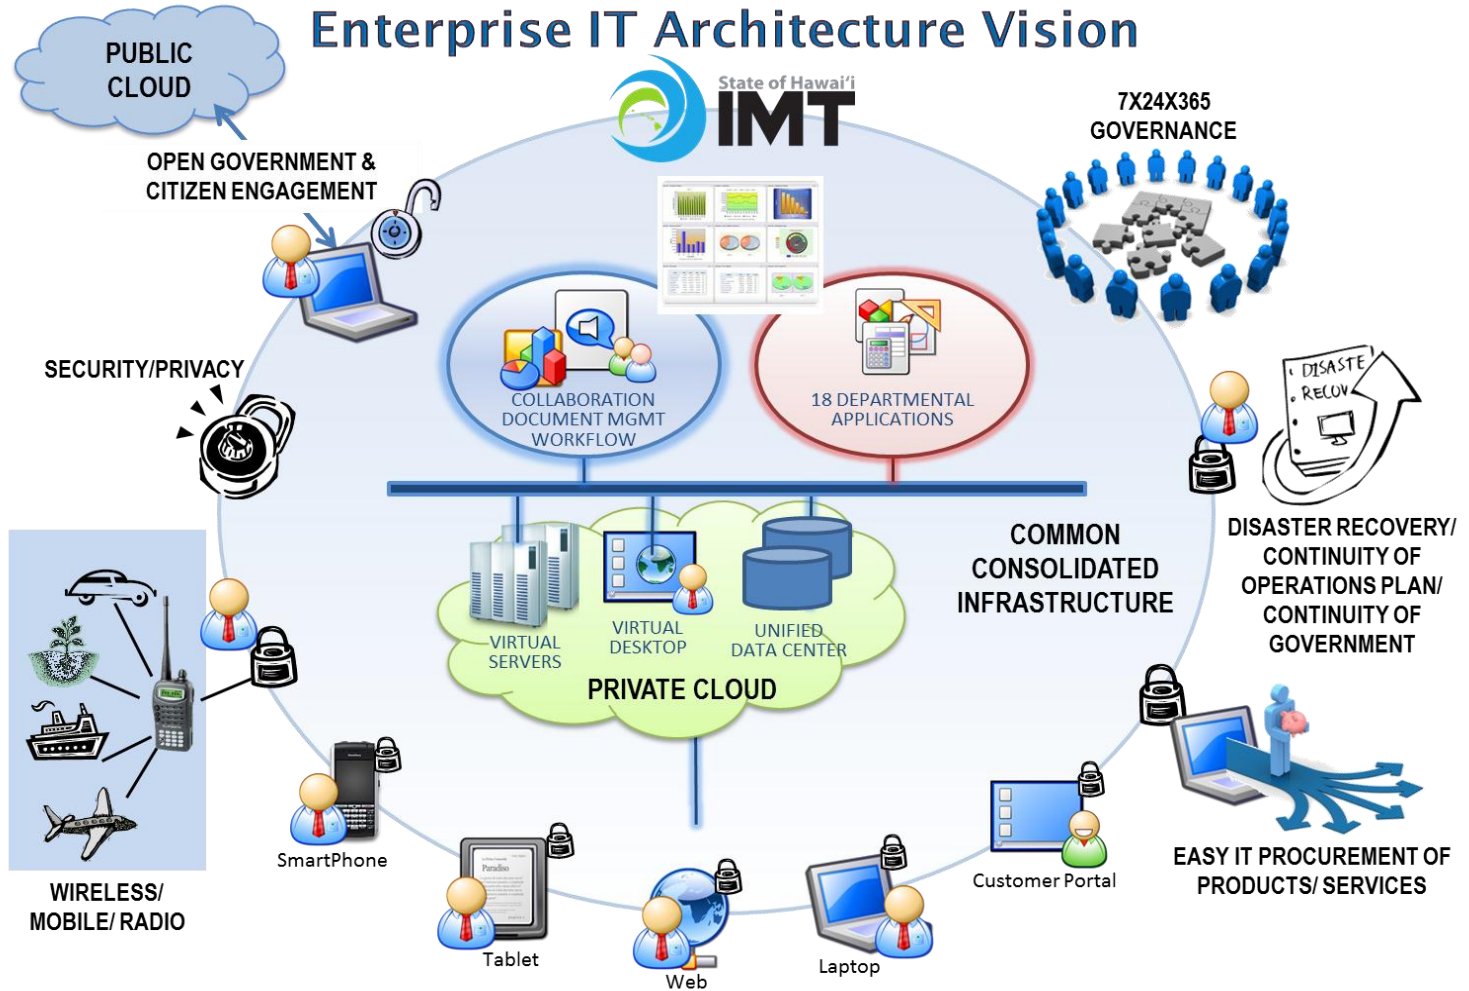 Enterprise IT Architecture Vision
PUBLIC
CLOUD
State of Hawai‘i
IMT
7X24X365
GOVERNANCE
OPEN GOVERNMENT &
CITIZEN ENGAGEMENT
SECURITY/PRIVACY
COLLABORATION
DOCUMENT MGMT
WORKFLOW
18 DEPARTMENTAL
APPLICATIONS
DISASTE
RECOV
DISASTER RECOVERY/
CONTINUITY OF
OPERATIONS PLAN/
CONTINUITY OF
GOVERNMENT
COMMON
CONSOLIDATED
INFRASTRUCTURE
VIRTUAL
SERVERS
VIRTUAL
DESKTOP
UNIFIED
DATA CENTER
PRIVATE CLOUD
WIRELESS/
MOBILE/ RADIO
SmartPhone
Paradiso
Tablet
Web
Laptop
Customer Portal
EASY IT PROCUREMENT OF
PRODUCTS/ SERVICES